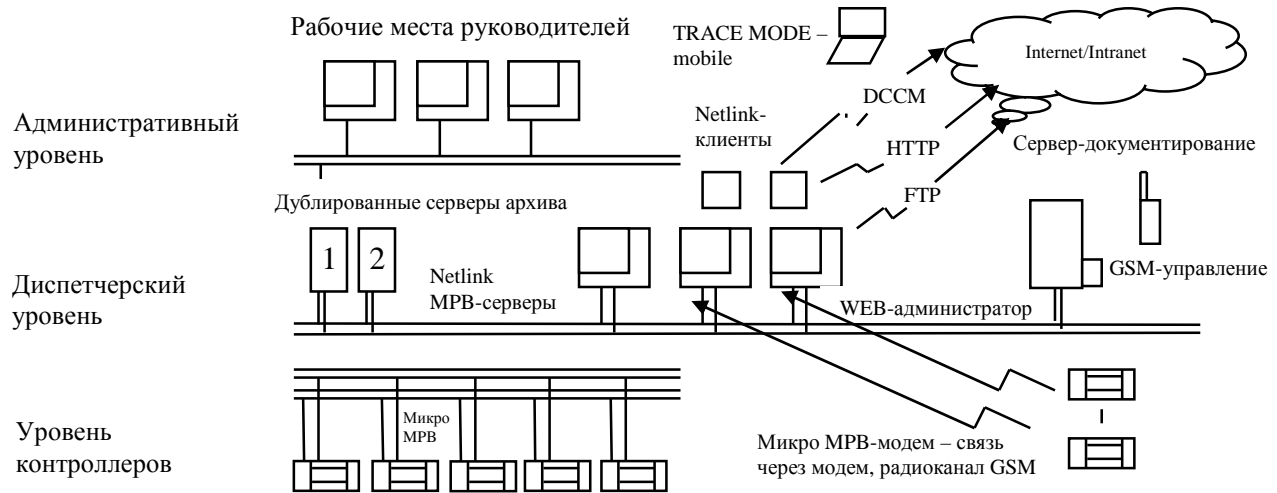 Рабочие места руководителей
TRACE MODE –
mobile
Internet/Intranet
DCCM
Административный
уровень
Netlink-
клиенты
HTTP
Сервер-документирование
FTP
Дублированные серверы архива
1 2
Диспетчерский
уровень
Netlink
МРВ-серверы
GSM-управление
WEB-администратор
Уровень
контроллеров
Микро
МРВ
Микро МРВ-модем – связь
через модем, радиоканал GSM